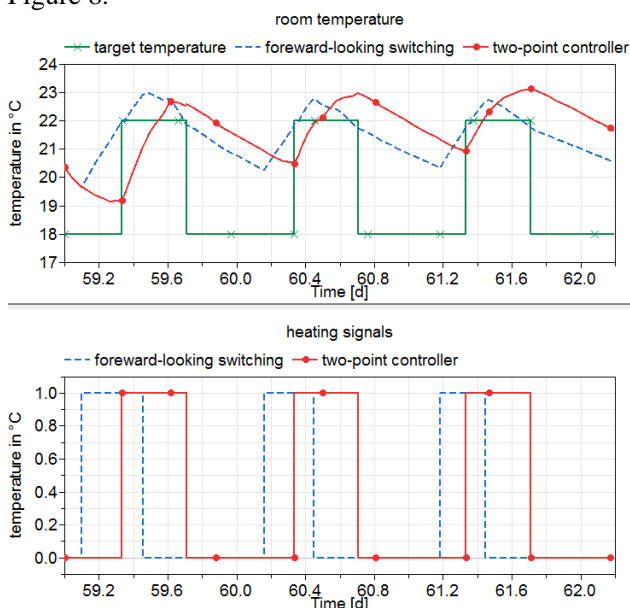 Figure 8.
room temperature
target temperature foreward-looking switching two-point controller
temperature in °C
24
23
22
21
20
19
18
17
59.2 59.6 60.0 60.4 60.8 61.2 61.6 62.0
Time [d]
heating signals
foreward-looking switching two-point controller
temperature in °C
1.0
0.8
0.6
0.4
0.2
0.0
59.2 59.6 60.0 60.4 60.8 61.2 61.6 62.0
Time [d]